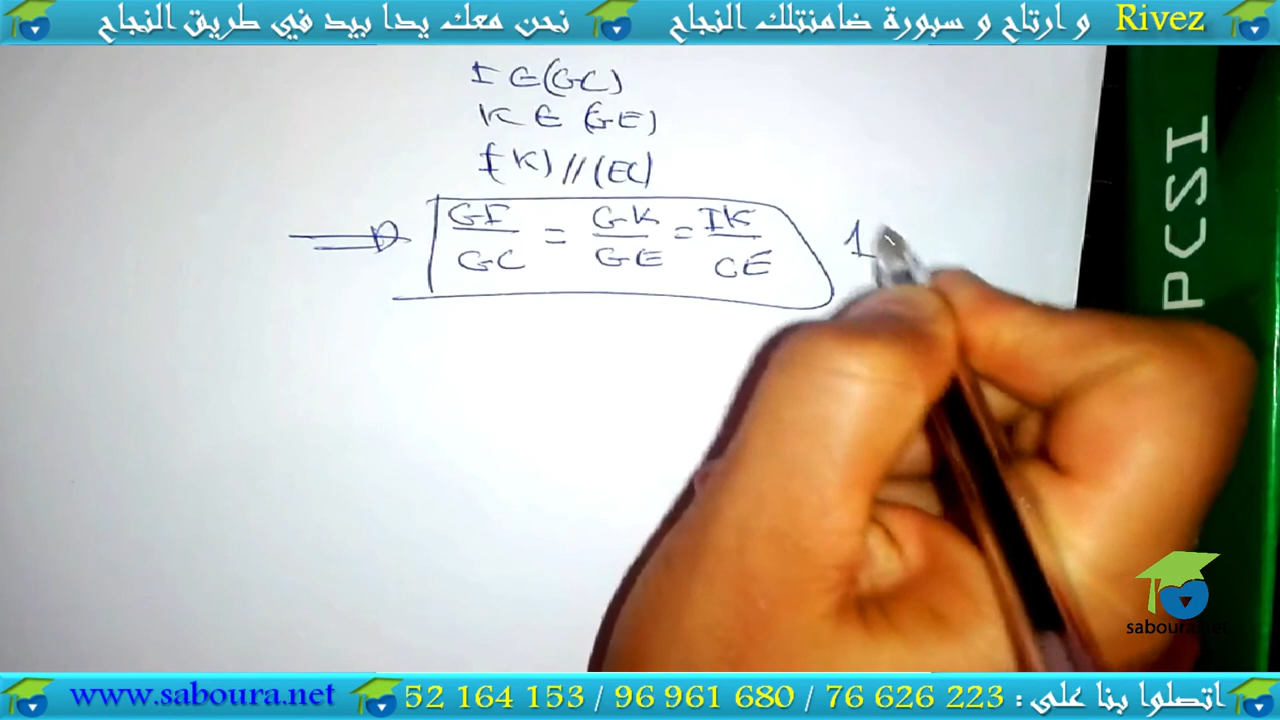 Rivez و ارتاح و سبورة ضامنتلك النجاح نحن معك يدا بيد في طريق النجاح
I ∈ (GC)
K ∈ (GE)
(IK) // (EC)
⇒ GI/GC = GK/GE = IK/CE 1
PCSI
saboura.net
www.saboura.net 52 164 153 / 96 961 680 / 76 626 223 : اتصلوا بنا على